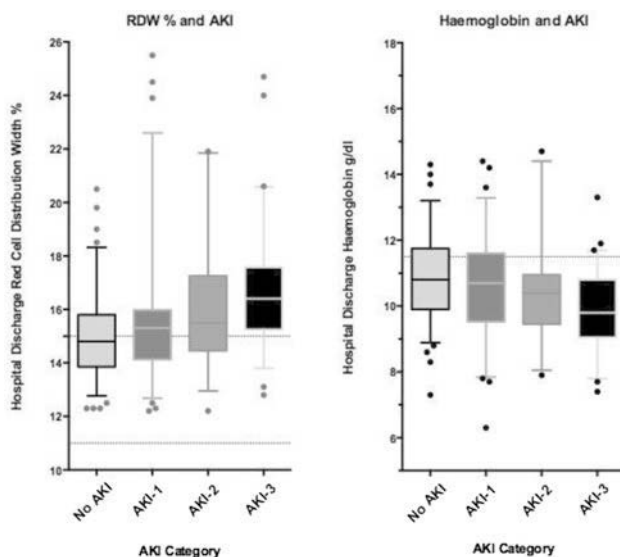 RDW % and AKI
Hospital Discharge Red Cell Distribution Width %
26
24
22
20
18
16
14
12
10
No AKI
AKI-1
AKI-2
AKI-3
AKI Category
Haemoglobin and AKI
Hospital Discharge Haemoglobin g/dl
18
16
14
12
10
8
6
No AKI
AKI-1
AKI-2
AKI-3
AKI Category